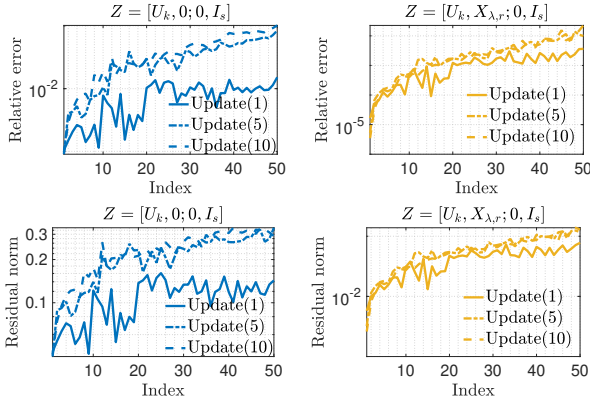 Z = [U_k, 0; 0, I_s]
Relative error
10^{-2}
Update(1)
Update(5)
Update(10)
10 20 30 40 50
Index
Z = [U_k, X_{λ,r}; 0, I_s]
Relative error
10^{-5}
Update(1)
Update(5)
Update(10)
10 20 30 40 50
Index
Z = [U_k, 0; 0, I_s]
Residual norm
0.3
0.2
0.1
Update(1)
Update(5)
Update(10)
10 20 30 40 50
Index
Z = [U_k, X_{λ,r}; 0, I_s]
Residual norm
10^{-2}
Update(1)
Update(5)
Update(10)
10 20 30 40 50
Index